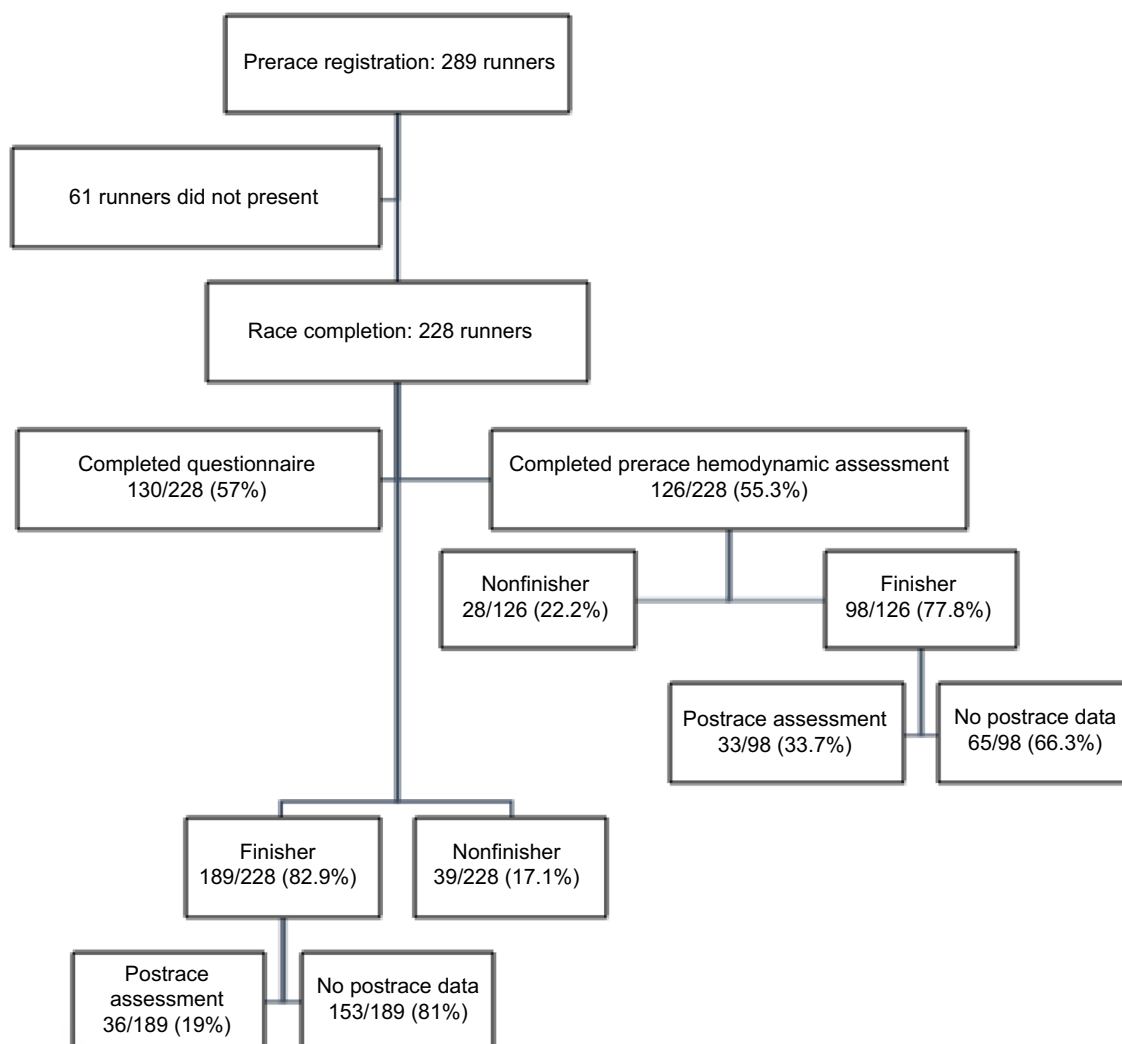 Prerace registration: 289 runners
61 runners did not present
Race completion: 228 runners
Completed questionnaire
130/228 (57%)
Completed prerace hemodynamic assessment
126/228 (55.3%)
Nonfinisher
28/126 (22.2%)
Finisher
98/126 (77.8%)
Postrace assessment
33/98 (33.7%)
No postrace data
65/98 (66.3%)
Finisher
189/228 (82.9%)
Nonfinisher
39/228 (17.1%)
Postrace
assessment
36/189 (19%)
No postrace data
153/189 (81%)